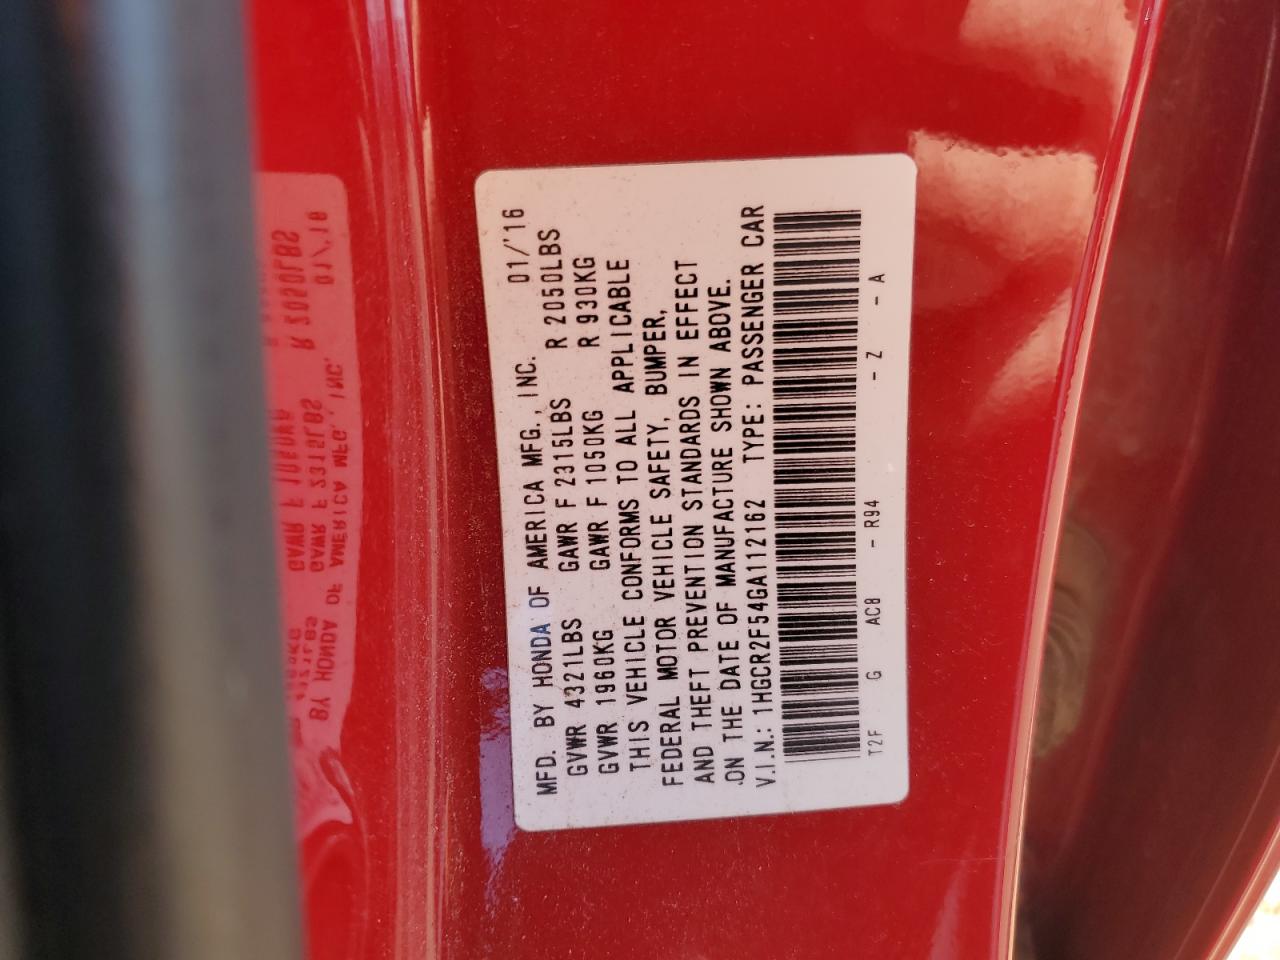 MFD. BY HONDA OF AMERICA MFG., INC. 01/'16
GVWR 4321LBS GAWR F 2315LBS R 2050LBS
GVWR 1960KG GAWR F 1050KG R 930KG
THIS VEHICLE CONFORMS TO ALL APPLICABLE
FEDERAL MOTOR VEHICLE SAFETY, BUMPER,
AND THEFT PREVENTION STANDARDS IN EFFECT
ON THE DATE OF MANUFACTURE SHOWN ABOVE.
V.I.N.: 1HGCR2F54GA112162 TYPE: PASSENGER CAR
T2F G AC8 - R94 - Z - A